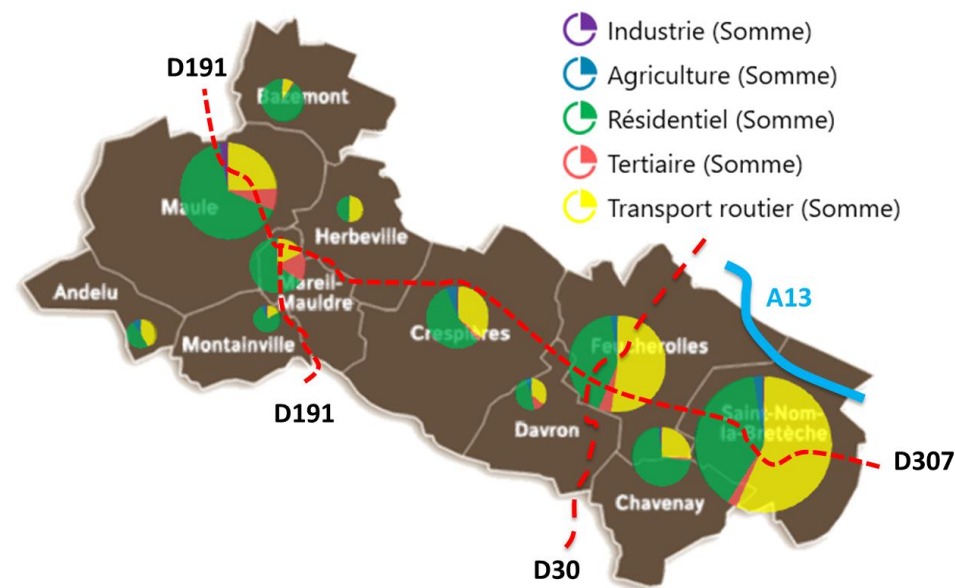 Industrie (Somme)
Agriculture (Somme)
Résidentiel (Somme)
Tertiaire (Somme)
Transport routier (Somme)
D191
Bazemont
Maule
Herbeville
Mareil-
Mauldre
Andelu
Montainville
Crespières
Feucherolles
A13
D191
Davron
Saint-Nom-
la-Bretèche
D307
Chavenay
D30